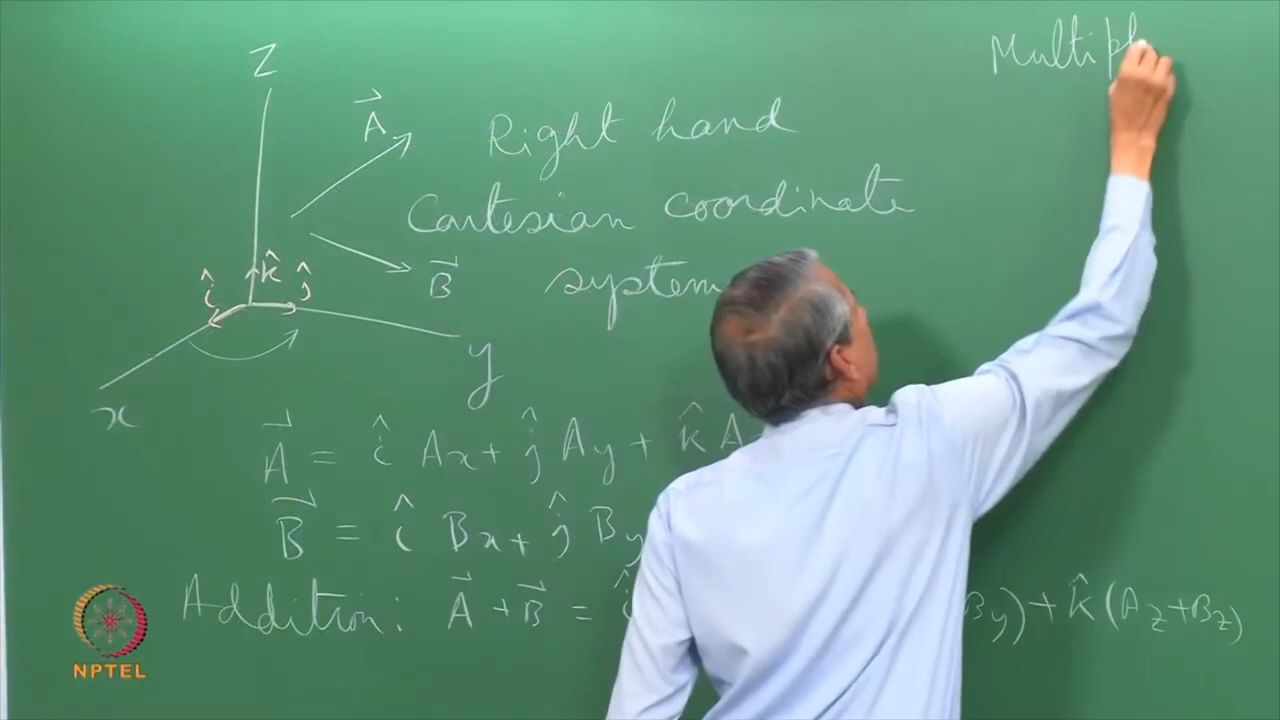 Multipl
Z
A⃗
Right hand
Cartesian coordinate
î k̂ ĵ
B⃗
system
x
y
A⃗ = î Ax + ĵ Ay + k̂ A
B⃗ = î Bx + ĵ By
Addition: A⃗ + B⃗ = î By) + k̂ (Az + Bz)
NPTEL